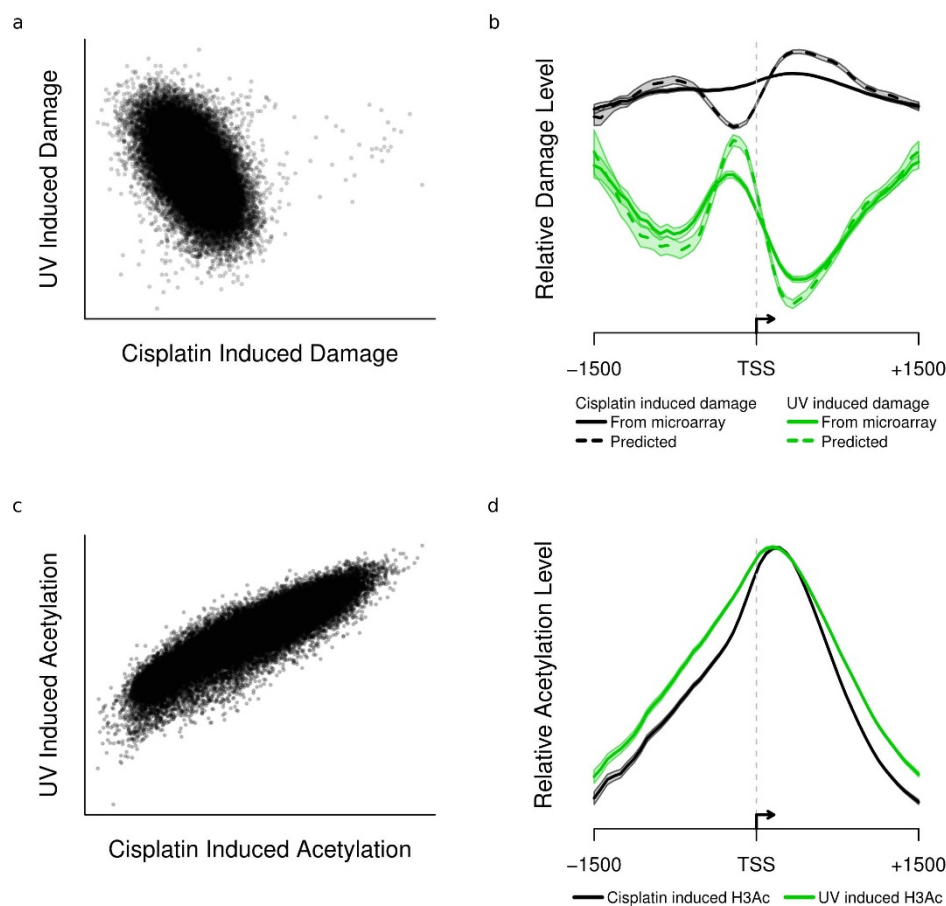 a
UV Induced Damage
Cisplatin Induced Damage
b
Relative Damage Level
−1500 TSS +1500
Cisplatin induced damage UV induced damage
From microarray From microarray
Predicted Predicted
c
UV Induced Acetylation
Cisplatin Induced Acetylation
d
Relative Acetylation Level
−1500 TSS +1500
Cisplatin induced H3Ac UV induced H3Ac